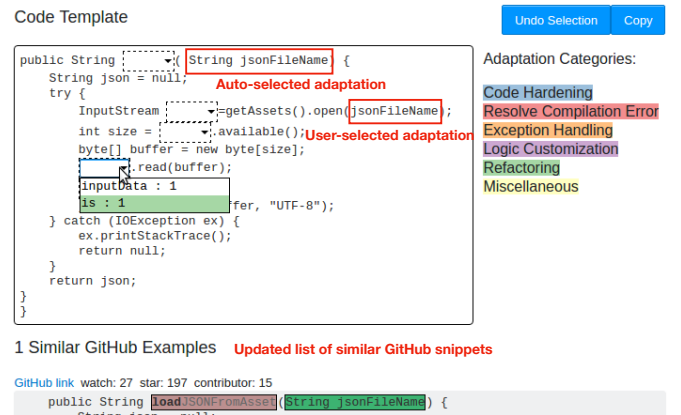 Code Template
Undo Selection Copy
public String ( String jsonFileName) {
Adaptation Categories:
String json = null;
Auto-selected adaptation
try {
Code Hardening
InputStream =getAssets().open(jsonFileName);
Resolve Compilation Error
int size = .available();
User-selected adaptation
Exception Handling
byte[] buffer = new byte[size];
Logic Customization
.read(buffer);
Refactoring
inputData : 1
Miscellaneous
is : 1 fer, "UTF-8");
} catch (IOException ex) {
ex.printStackTrace();
return null;
}
return json;
}
}
1 Similar GitHub Examples Updated list of similar GitHub snippets
GitHub link watch: 27 star: 197 contributor: 15
public String loadJSONFromAsset(String jsonFileName) {
String json = null;